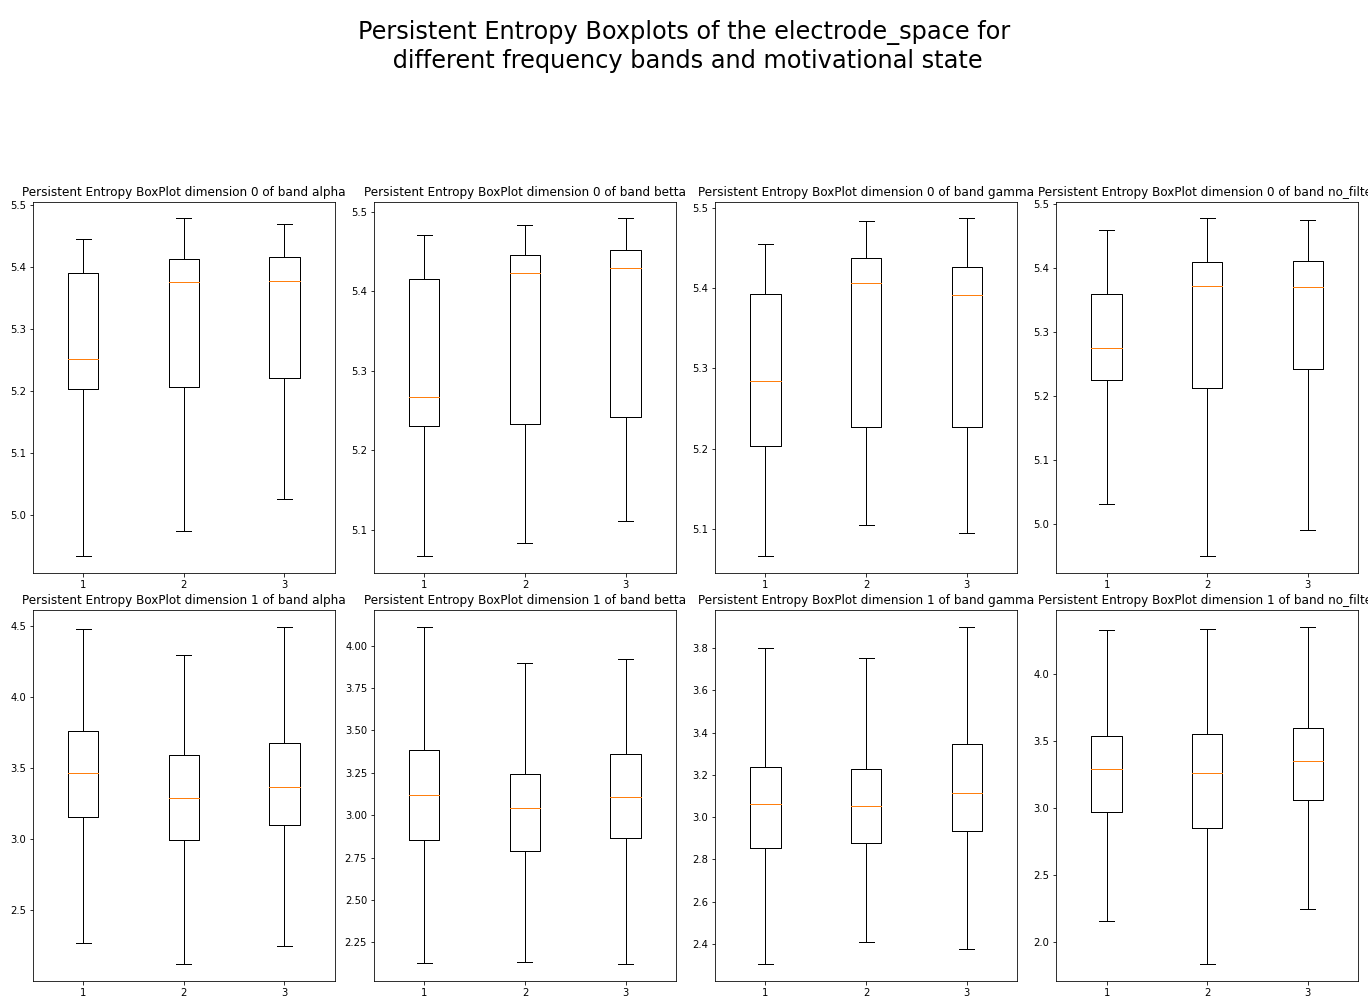 Persistent Entropy Boxplots of the electrode_space for
different frequency bands and motivational state
Persistent Entropy BoxPlot dimension 0 of band alpha
5.5
5.4
5.3
5.2
5.1
5.0
1 2 3
Persistent Entropy BoxPlot dimension 0 of band betta
5.5
5.4
5.3
5.2
5.1
1 2 3
Persistent Entropy BoxPlot dimension 0 of band gamma
5.5
5.4
5.3
5.2
5.1
1 2 3
Persistent Entropy BoxPlot dimension 0 of band no_filte
5.5
5.4
5.3
5.2
5.1
5.0
1 2 3
Persistent Entropy BoxPlot dimension 1 of band alpha
4.5
4.0
3.5
3.0
2.5
1 2 3
Persistent Entropy BoxPlot dimension 1 of band betta
4.00
3.75
3.50
3.25
3.00
2.75
2.50
2.25
1 2 3
Persistent Entropy BoxPlot dimension 1 of band gamma
3.8
3.6
3.4
3.2
3.0
2.8
2.6
2.4
1 2 3
Persistent Entropy BoxPlot dimension 1 of band no_filte
4.0
3.5
3.0
2.5
2.0
1 2 3